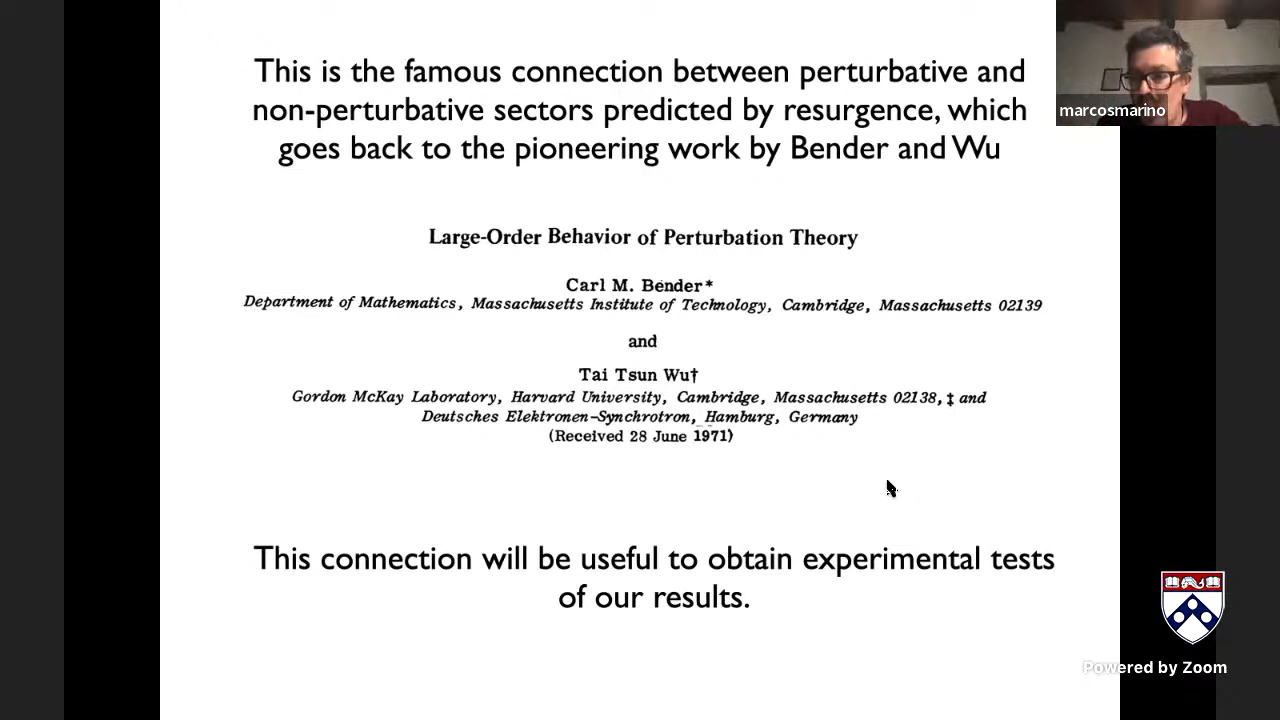 This is the famous connection between perturbative and
non-perturbative sectors predicted by resurgence, which
goes back to the pioneering work by Bender and Wu
marcosmarino
Large-Order Behavior of Perturbation Theory
Carl M. Bender*
Department of Mathematics, Massachusetts Institute of Technology, Cambridge, Massachusetts 02139
and
Tai Tsun Wu†
Gordon McKay Laboratory, Harvard University, Cambridge, Massachusetts 02138, ‡ and
Deutsches Elektronen-Synchrotron, Hamburg, Germany
(Received 28 June 1971)
This connection will be useful to obtain experimental tests
of our results.
Powered by Zoom